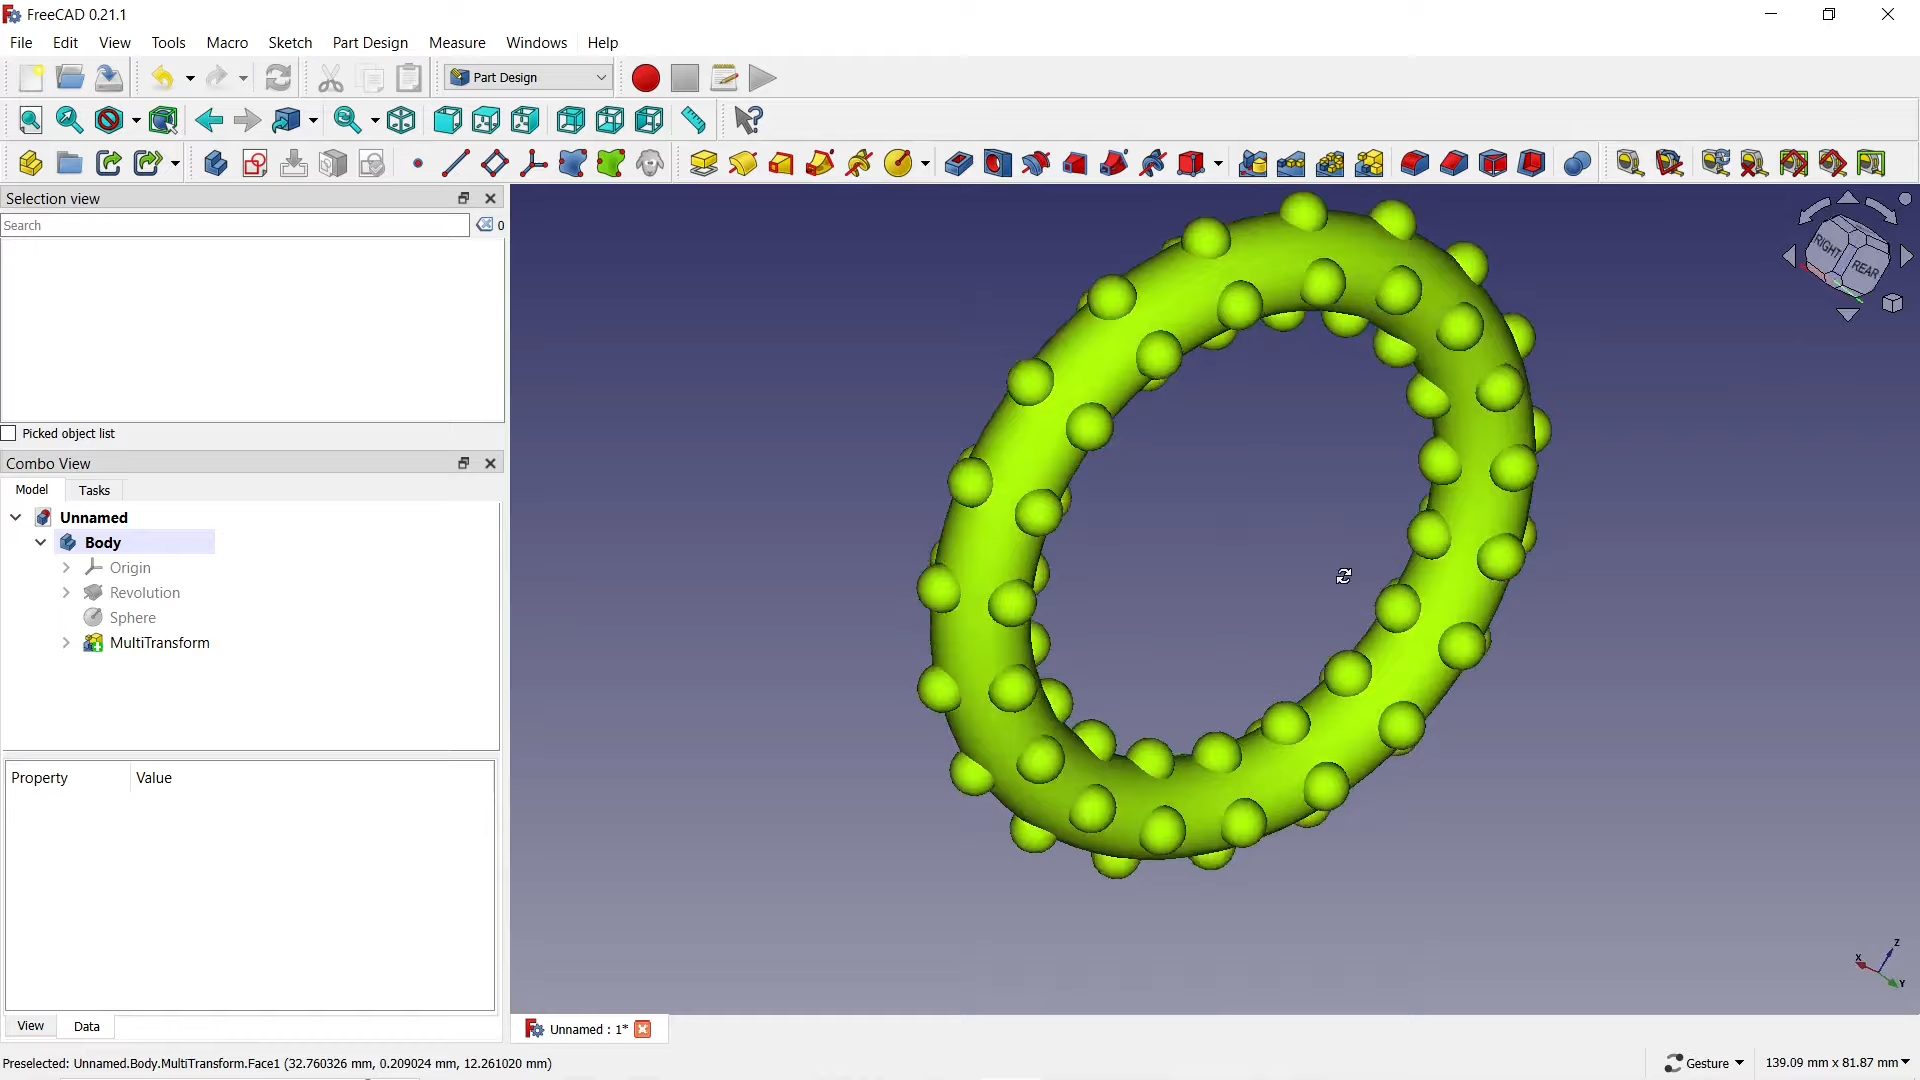 FreeCAD 0.21.1
File Edit View Tools Macro Sketch Part Design Measure Windows Help
Part Design
Selection view
Search
0
Picked object list
Combo View
Model Tasks
Unnamed
Body
Origin
Revolution
Sphere
MultiTransform
Property Value
View Data
RIGHT REAR
Z
X
Y
Unnamed : 1*
Preselected: Unnamed.Body.MultiTransform.Face1 (32.760326 mm, 0.209024 mm, 12.261020 mm)
Gesture
139.09 mm x 81.87 mm